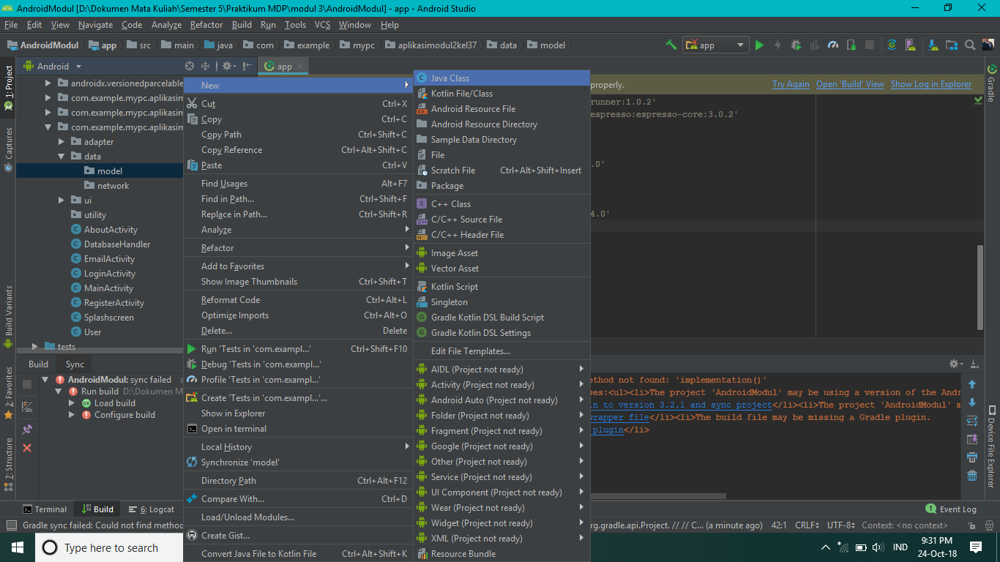 AndroidModul [D:\Dokumen Mata Kuliah\Semester 5\Praktikum MDP\modul 3\AndroidModul] - app - Android Studio
File Edit View Navigate Code Analyze Refactor Build Run Tools VCS Window Help
AndroidModul app src main java com example mypc aplikasimodul2kel37 data model app
Android app
1: Project
Captures
Build Variants
2: Favorites
7: Structure
androidx.versionedparcelable
com.example.mypc.aplikasim
com.example.mypc.aplikasim
com.example.mypc.aplikasim
adapter
data
model
network
ui
utility
AboutActivity
DatabaseHandler
EmailActivity
LoginActivity
MainActivity
RegisterActivity
Splashscreen
User
tests
New
Cut Ctrl+X
Copy Ctrl+C
Copy Path Ctrl+Shift+C
Copy Reference Ctrl+Alt+Shift+C
Paste Ctrl+V
Find Usages Alt+F7
Find in Path... Ctrl+Shift+F
Replace in Path... Ctrl+Shift+R
Analyze
Refactor
Add to Favorites
Show Image Thumbnails Ctrl+Shift+T
Reformat Code Ctrl+Alt+L
Optimize Imports Ctrl+Alt+O
Delete... Delete
Run 'Tests in 'com.exampl...' Ctrl+Shift+F10
Debug 'Tests in 'com.exampl...'
Profile 'Tests in 'com.exampl...'
Create 'Tests in 'com.exampl...'...
Show in Explorer
Open in terminal
Local History
Synchronize 'model'
Directory Path Ctrl+Alt+F12
Compare With... Ctrl+D
Load/Unload Modules...
Create Gist...
Convert Java File to Kotlin File Ctrl+Alt+Shift+K
Java Class
Kotlin File/Class
Android Resource File
Android Resource Directory
Sample Data Directory
File
Scratch File Ctrl+Alt+Shift+Insert
Package
C++ Class
C/C++ Source File
C/C++ Header File
Image Asset
Vector Asset
Kotlin Script
Singleton
Gradle Kotlin DSL Build Script
Gradle Kotlin DSL Settings
Edit File Templates...
AIDL (Project not ready)
Activity (Project not ready)
Android Auto (Project not ready)
Folder (Project not ready)
Fragment (Project not ready)
Google (Project not ready)
Other (Project not ready)
Service (Project not ready)
UI Component (Project not ready)
Wear (Project not ready)
Widget (Project not ready)
XML (Project not ready)
Resource Bundle
properly. Try Again Open 'Build' View Show Log in Explorer
runner:1.0.2'
espresso:espresso-core:3.0.2'
.0'
4.0'
Gradle
Device File Explorer
Build Sync
AndroidModul: sync failed
Run build D:\Dokumen M
Load build
Configure build
ethod not found: 'implementation()'
es:<ul><li>The project 'AndroidModul' may be using a version of the Andr
in to version 3.2.1 and sync project</li><li>The project 'AndroidModul' m
wrapper file</li><li>The build file may be missing a Gradle plugin.
plugin</li>
Terminal Build 6: Logcat 1 Event Log
Gradle sync failed: Could not find method
rg.gradle.api.Project. // // C... (a minute ago) 42:1 CRLF UTF-8 Context: <no context>
Type here to search
IND
9:31 PM
24-Oct-18